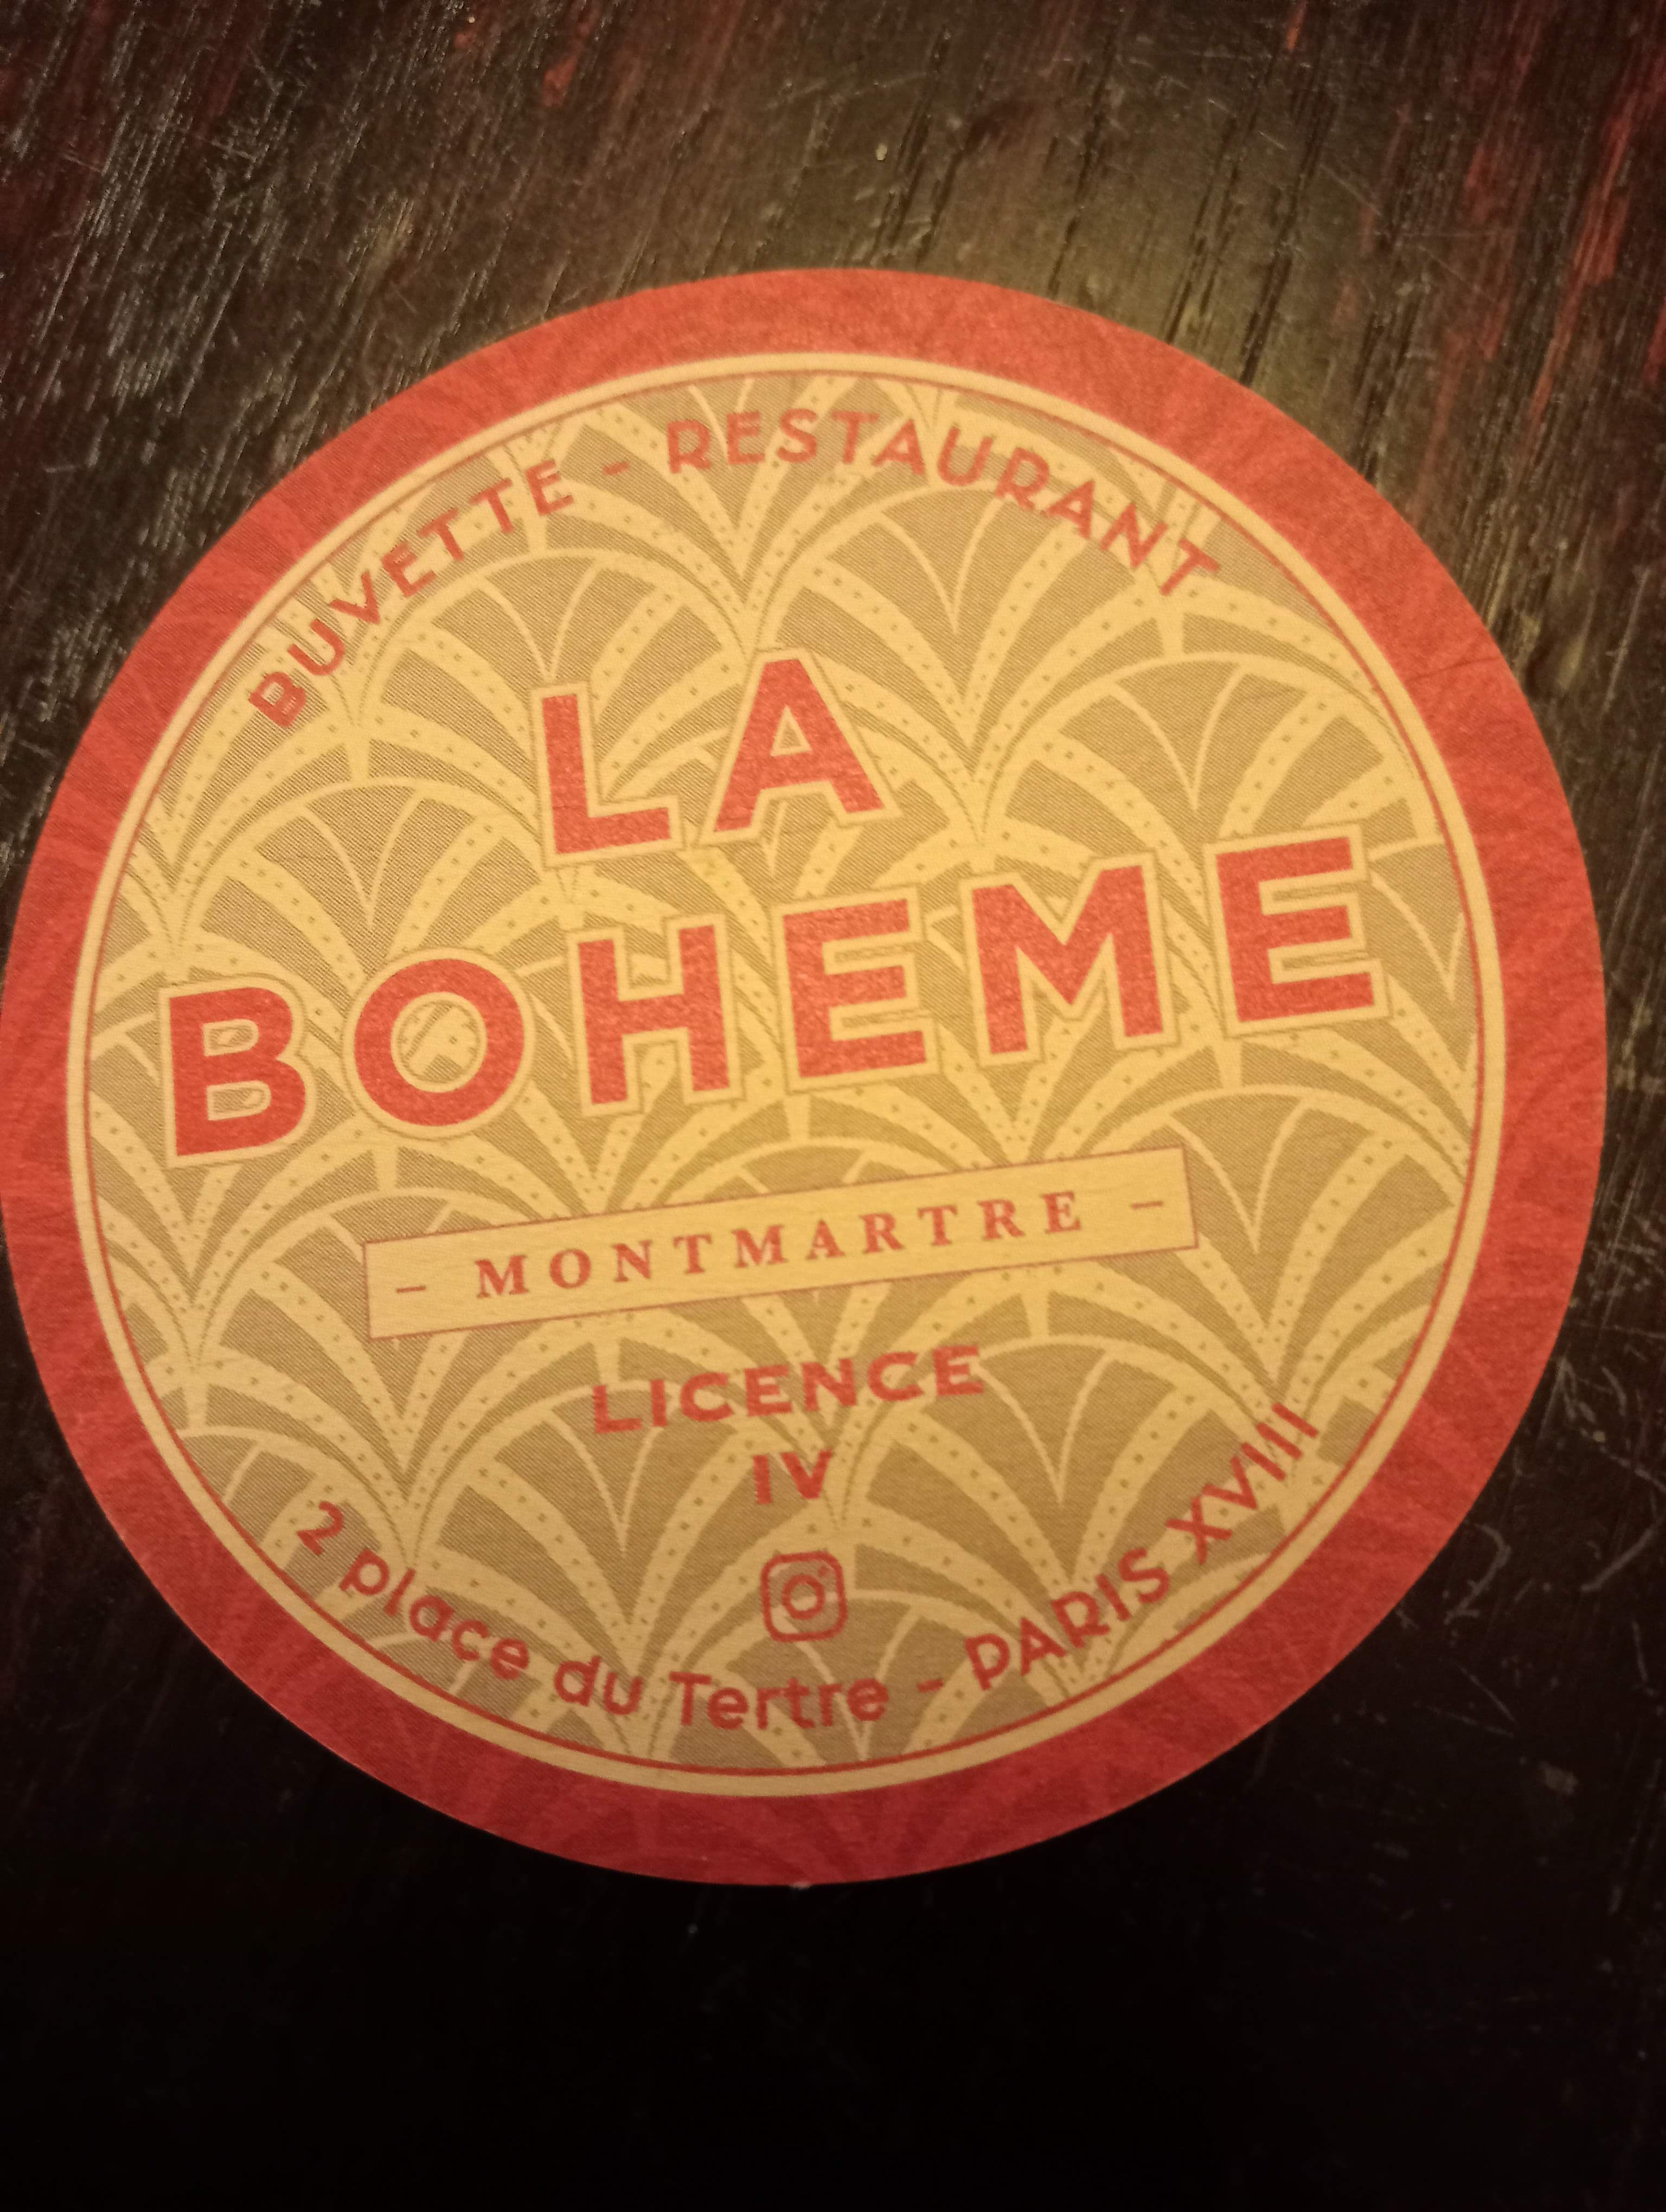 BUVETTE - RESTAURANT
LA
BOHEME
- MONTMARTRE -
LICENCE
IV
2 place du Tertre - PARIS XVIII